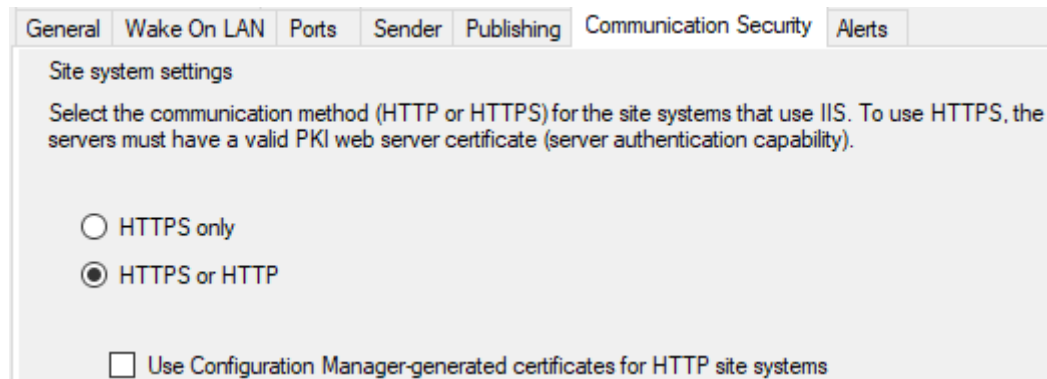 General Wake On LAN Ports Sender Publishing Communication Security Alerts
Site system settings
Select the communication method (HTTP or HTTPS) for the site systems that use IIS. To use HTTPS, the
servers must have a valid PKI web server certificate (server authentication capability).
HTTPS only
HTTPS or HTTP
Use Configuration Manager-generated certificates for HTTP site systems